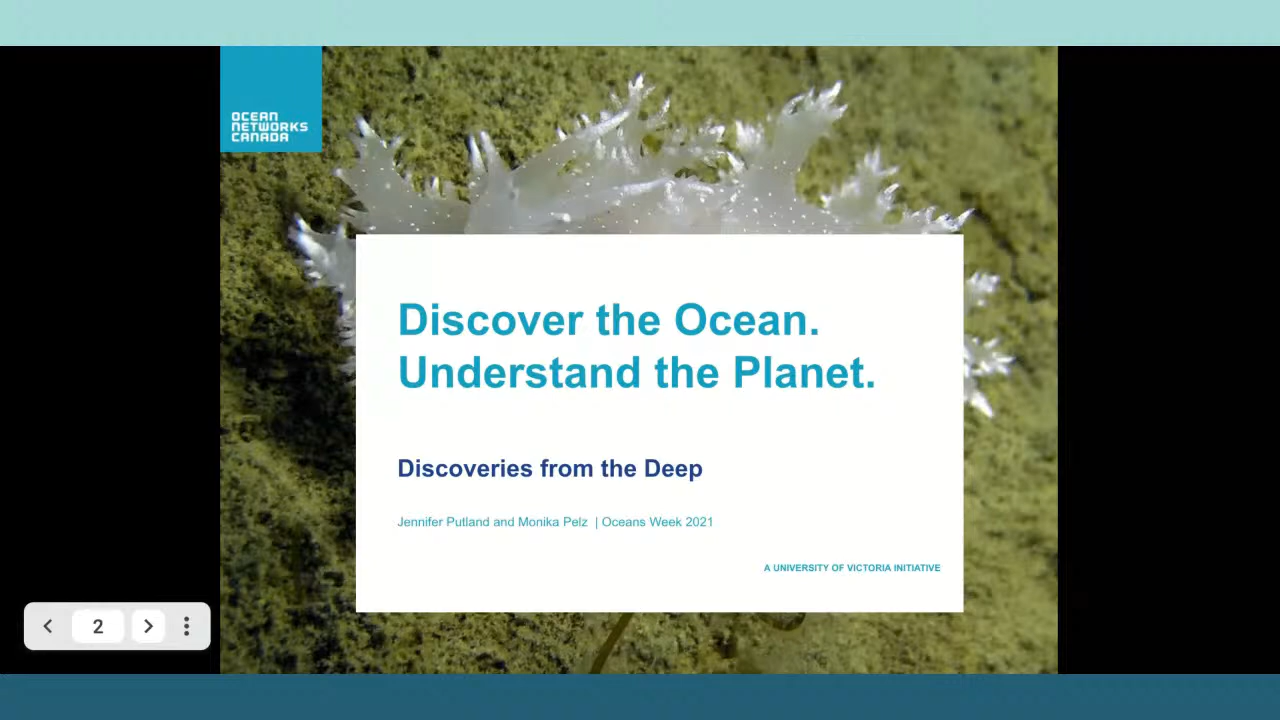 OCEAN
NETWORKS
CANADA
Discover the Ocean.
Understand the Planet.
Discoveries from the Deep
Jennifer Putland and Monika Pelz | Oceans Week 2021
A UNIVERSITY OF VICTORIA INITIATIVE
2